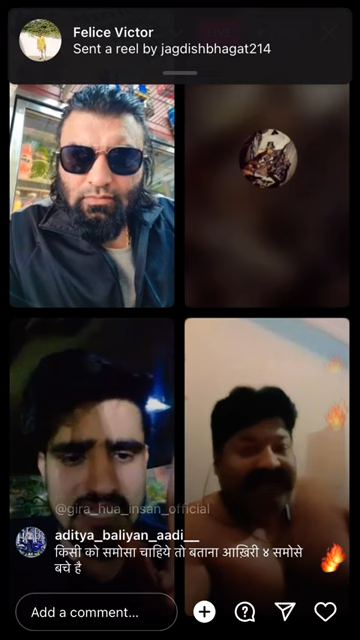 Felice Victor
Sent a reel by jagdishbhagat214
@gira_hua_insan_official
aditya_baliyan_aadi__
किसी को समोसा चाहिये तो बताना आख़िरी ४ समोसे
बचे है
Add a comment...